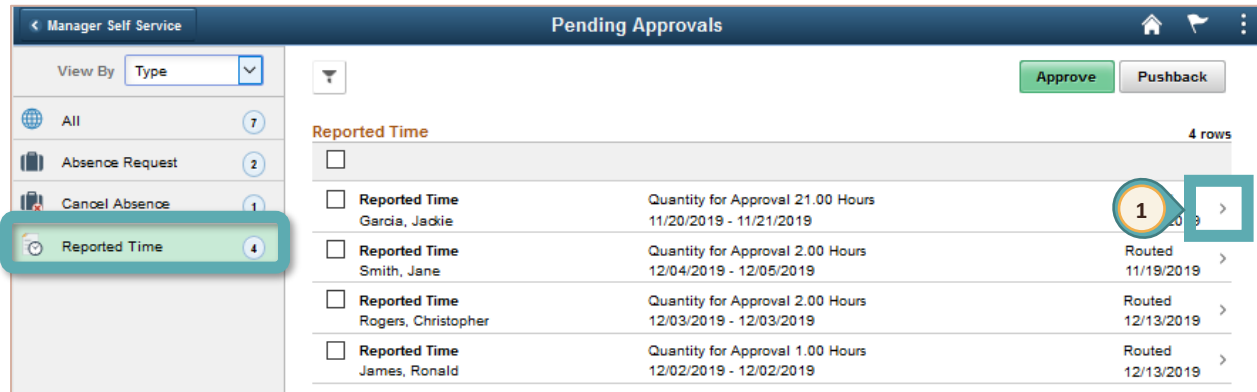 Manager Self Service
Pending Approvals
View By Type
Approve Pushback
All 7
Absence Request 2
Cancel Absence 1
Reported Time 4
Reported Time 4 rows
Reported Time Quantity for Approval 21.00 Hours
Garcia, Jackie 11/20/2019 - 11/21/2019
1
Reported Time Quantity for Approval 2.00 Hours Routed
Smith, Jane 12/04/2019 - 12/05/2019 11/19/2019
Reported Time Quantity for Approval 2.00 Hours Routed
Rogers, Christopher 12/03/2019 - 12/03/2019 12/13/2019
Reported Time Quantity for Approval 1.00 Hours Routed
James, Ronald 12/02/2019 - 12/02/2019 12/13/2019